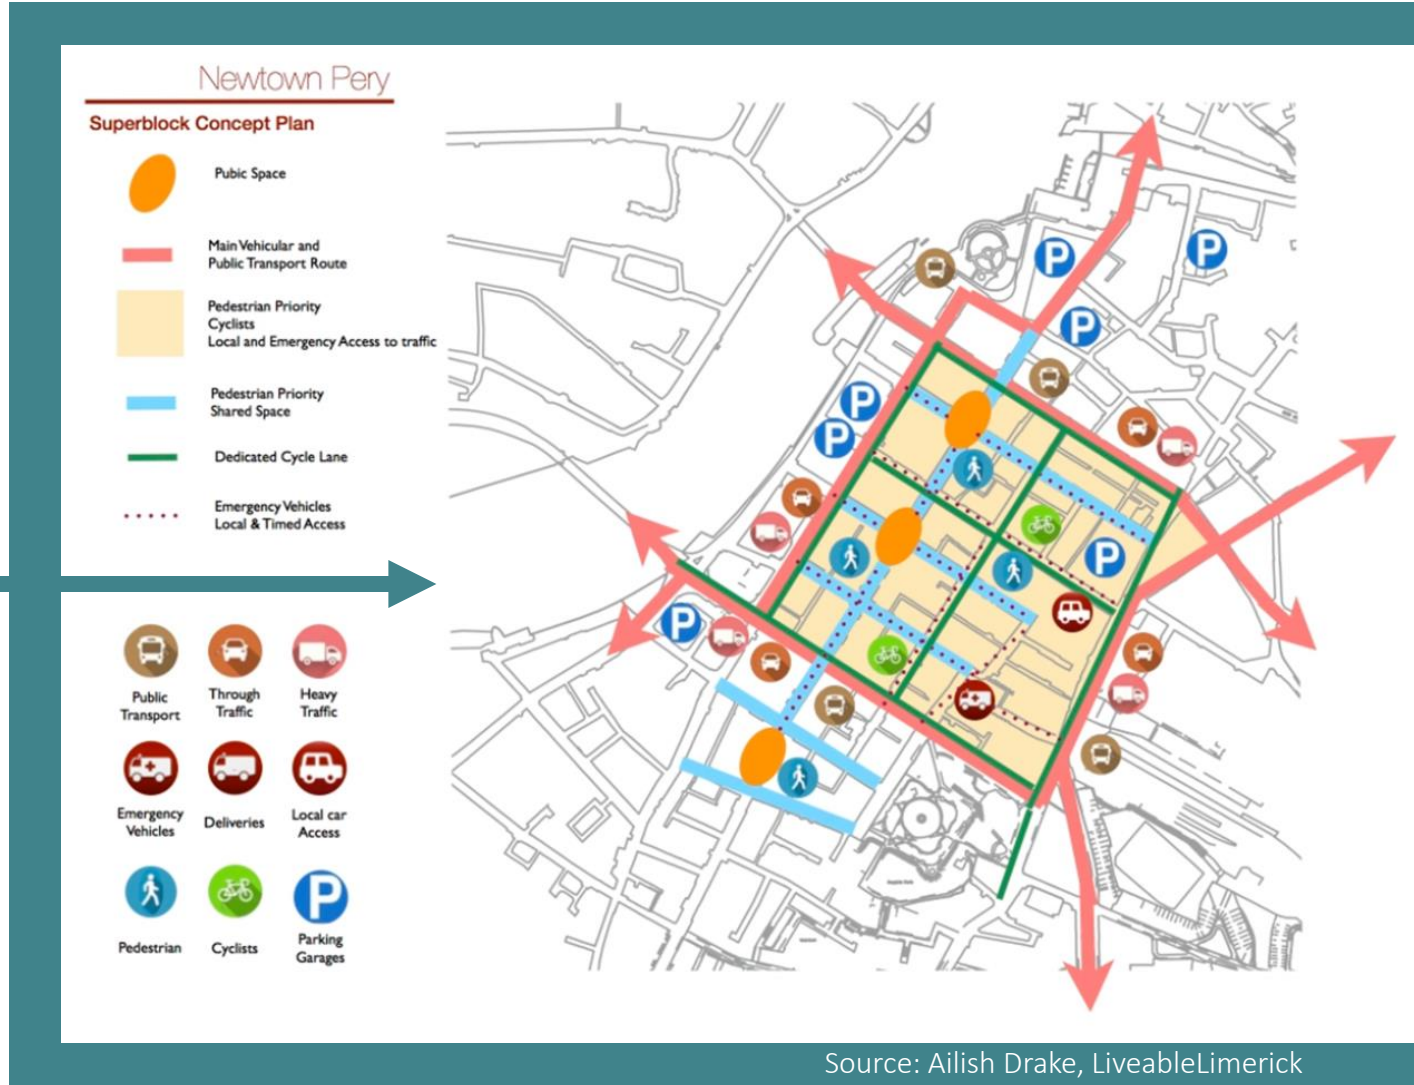 Newtown Pery
Superblock Concept Plan
Pubic Space
Main Vehicular and
Public Transport Route
Pedestrian Priority
Cyclists
Local and Emergency Access to traffic
Pedestrian Priority
Shared Space
Dedicated Cycle Lane
Emergency Vehicles
Local & Timed Access
Public
Transport
Through
Traffic
Heavy
Traffic
Emergency
Vehicles
Deliveries
Local car
Access
Pedestrian
Cyclists
P
Parking
Garages
P
P
P
P
P
P
P
Source: Ailish Drake, LiveableLimerick